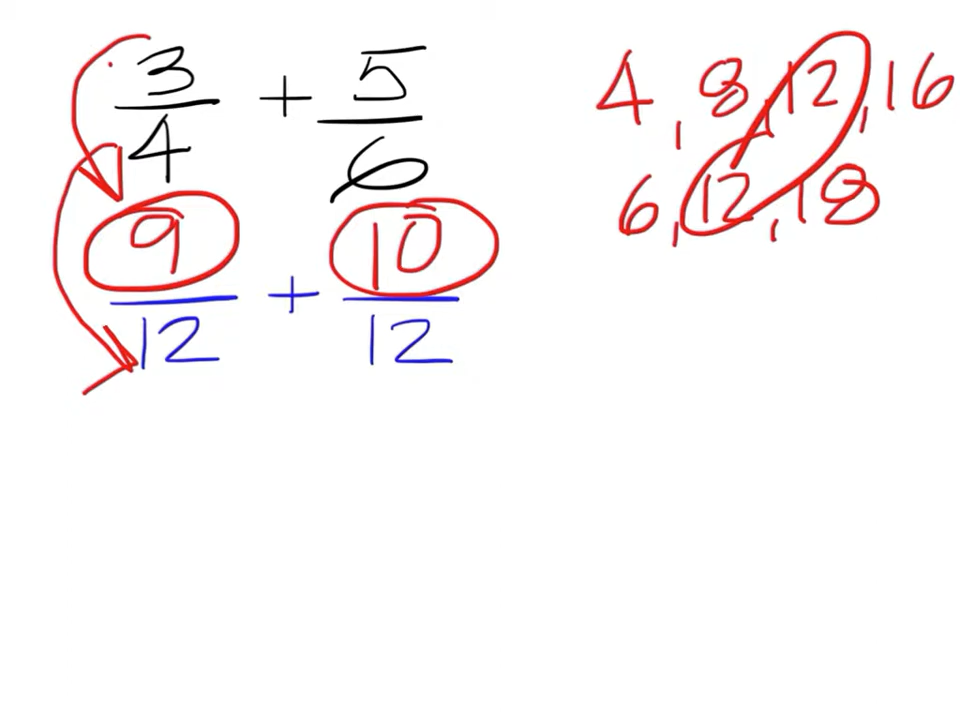 3/4 + 5/6
9/12 + 10/12
4, 8, 12, 16
6, 12, 18